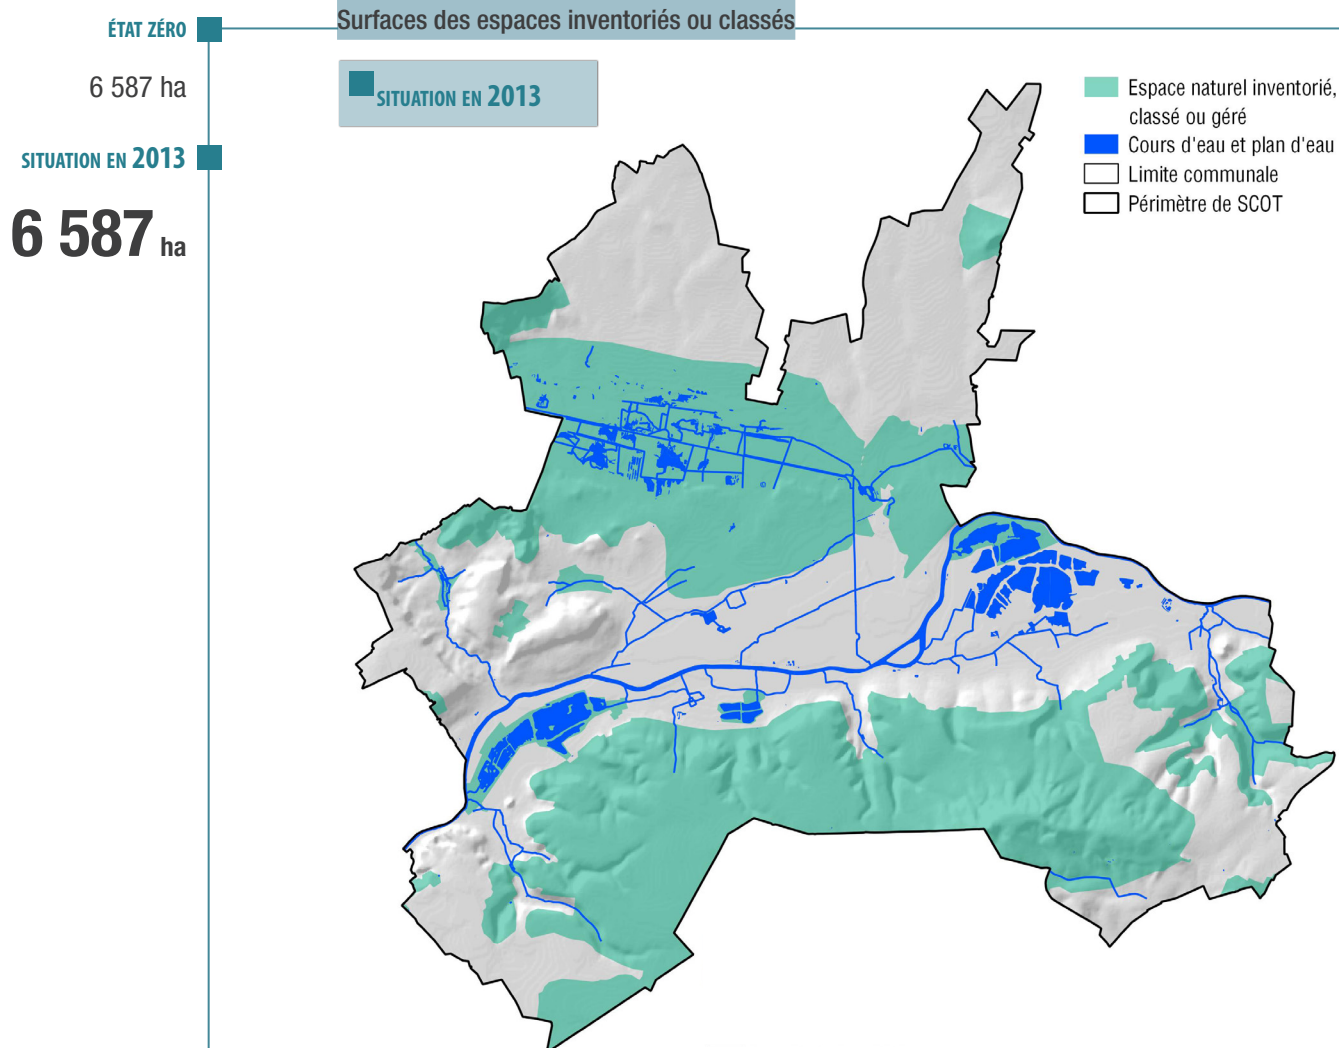 ÉTAT ZÉRO
6 587 ha
SITUATION EN 2013
6 587 ha
Surfaces des espaces inventoriés ou classés
SITUATION EN 2013
Espace naturel inventorié,
classé ou géré
Cours d'eau et plan d'eau
Limite communale
Périmètre de SCOT